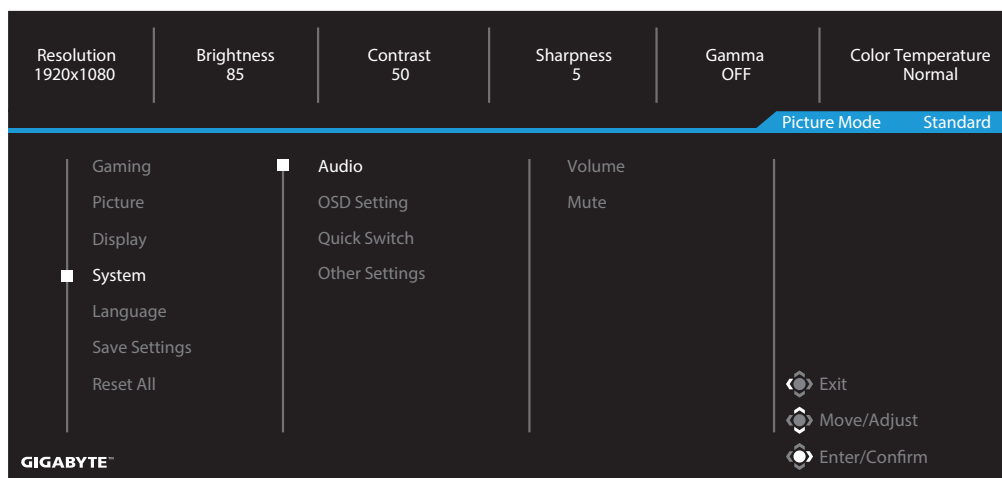 Resolution
1920x1080
Brightness
85
Contrast
50
Sharpness
5
Gamma
OFF
Color Temperature
Normal
Picture Mode Standard
Gaming
Picture
Display
System
Language
Save Settings
Reset All
Audio
OSD Setting
Quick Switch
Other Settings
Volume
Mute
Exit
Move/Adjust
Enter/Confirm
GIGABYTE™